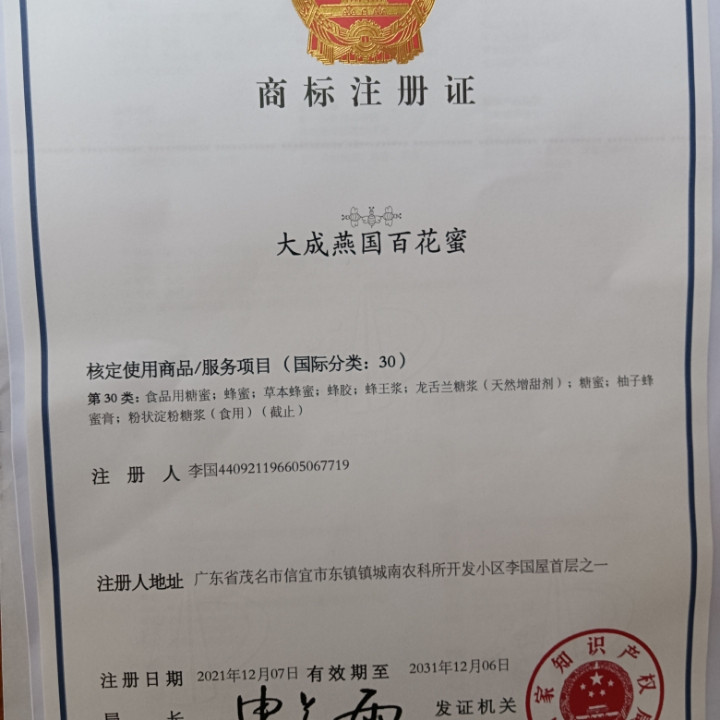 商标注册证
大成燕国百花蜜
核定使用商品/服务项目（国际分类：30）
第30类：食品用糖蜜；蜂蜜；草本蜂蜜；蜂胶；蜂王浆；龙舌兰糖浆（天然增甜剂）；糖蜜；柚子蜂
蜜膏；粉状淀粉糖浆（食用）（截止）
注 册 人 李国440921196605067719
注册人地址 广东省茂名市信宜市东镇镇城南农科所开发小区李国屋首层之一
注册日期 2021年12月07日 有效期至 2031年12月06日
局 长 发证机关
家知识产权局